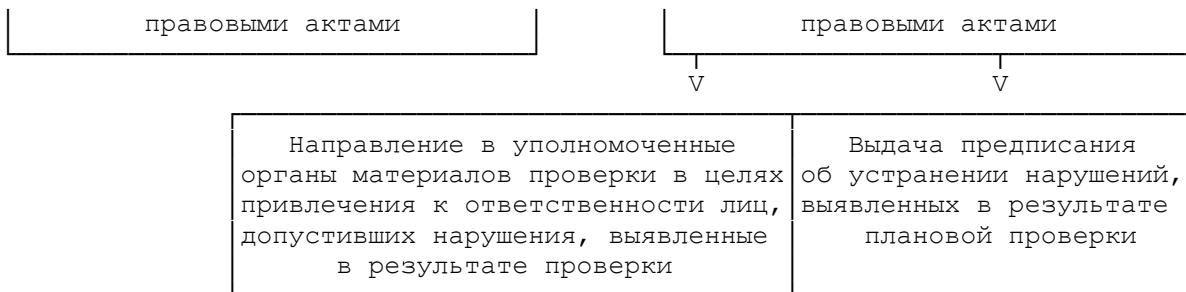 правовыми актами
правовыми актами
V
V
Направление в уполномоченные
органы материалов проверки в целях
привлечения к ответственности лиц,
допустивших нарушения, выявленные
в результате проверки
Выдача предписания
об устранении нарушений,
выявленных в результате
плановой проверки